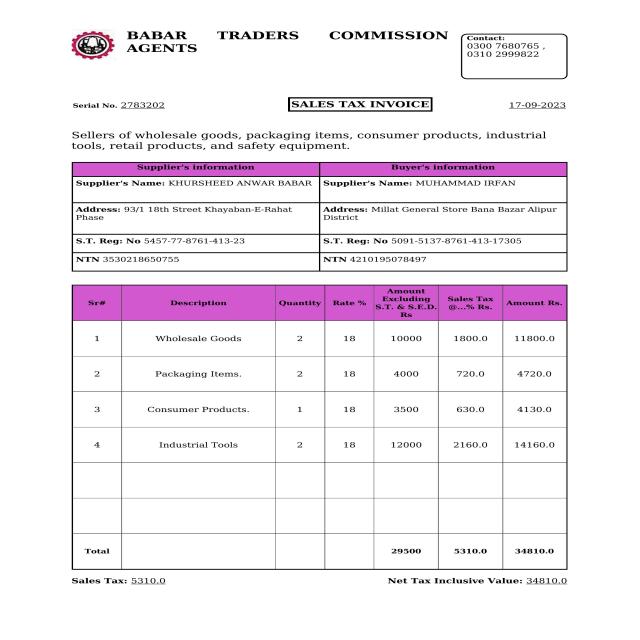 BABAR TRADERS COMMISSION
AGENTS
Contact:
0300 7680765 ,
0310 2999822
Serial No. 2783202
SALES TAX INVOICE
17-09-2023
Sellers of wholesale goods, packaging items, consumer products, industrial
tools, retail products, and safety equipment.
Supplier's information Buyer's information
Supplier's Name: KHURSHEED ANWAR BABAR Supplier's Name: MUHAMMAD IRFAN
Address: 93/1 18th Street Khayaban-E-Rahat Address: Millat General Store Bana Bazar Alipur
Phase District
S.T. Reg: No 5457-77-8761-413-23 S.T. Reg: No 5091-5137-8761-413-17305
NTN 3530218650755 NTN 4210195078497
Sr# Description Quantity Rate % Amount Excluding S.T. & S.E.D. Rs Sales Tax @...% Rs. Amount Rs.
1 Wholesale Goods 2 18 10000 1800.0 11800.0
2 Packaging Items. 2 18 4000 720.0 4720.0
3 Consumer Products. 1 18 3500 630.0 4130.0
4 Industrial Tools 2 18 12000 2160.0 14160.0
Total 29500 5310.0 34810.0
Sales Tax: 5310.0 Net Tax Inclusive Value: 34810.0